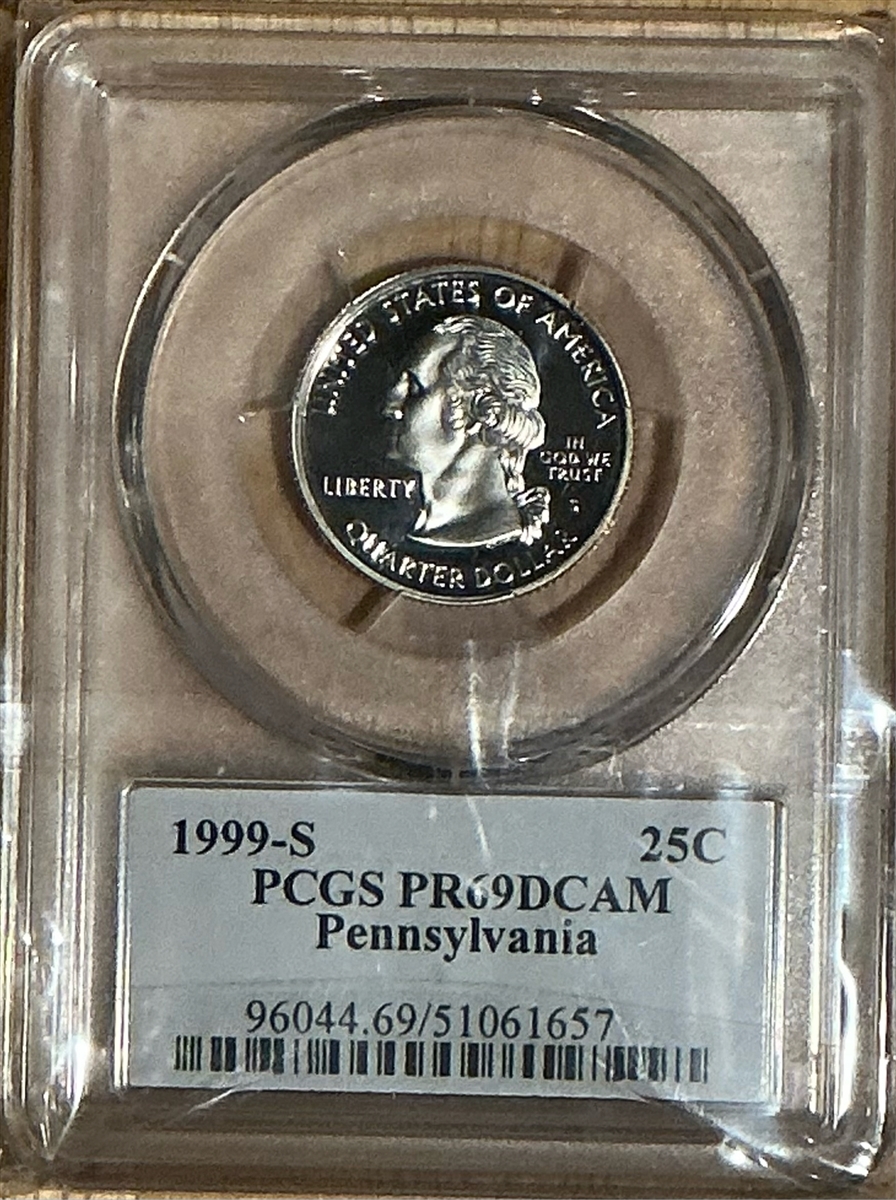 UNITED STATES OF AMERICA
IN
GOD WE
TRUST
LIBERTY
S
QUARTER DOLLAR
1999-S 25C
PCGS PR69DCAM
Pennsylvania
96044.69/51061657